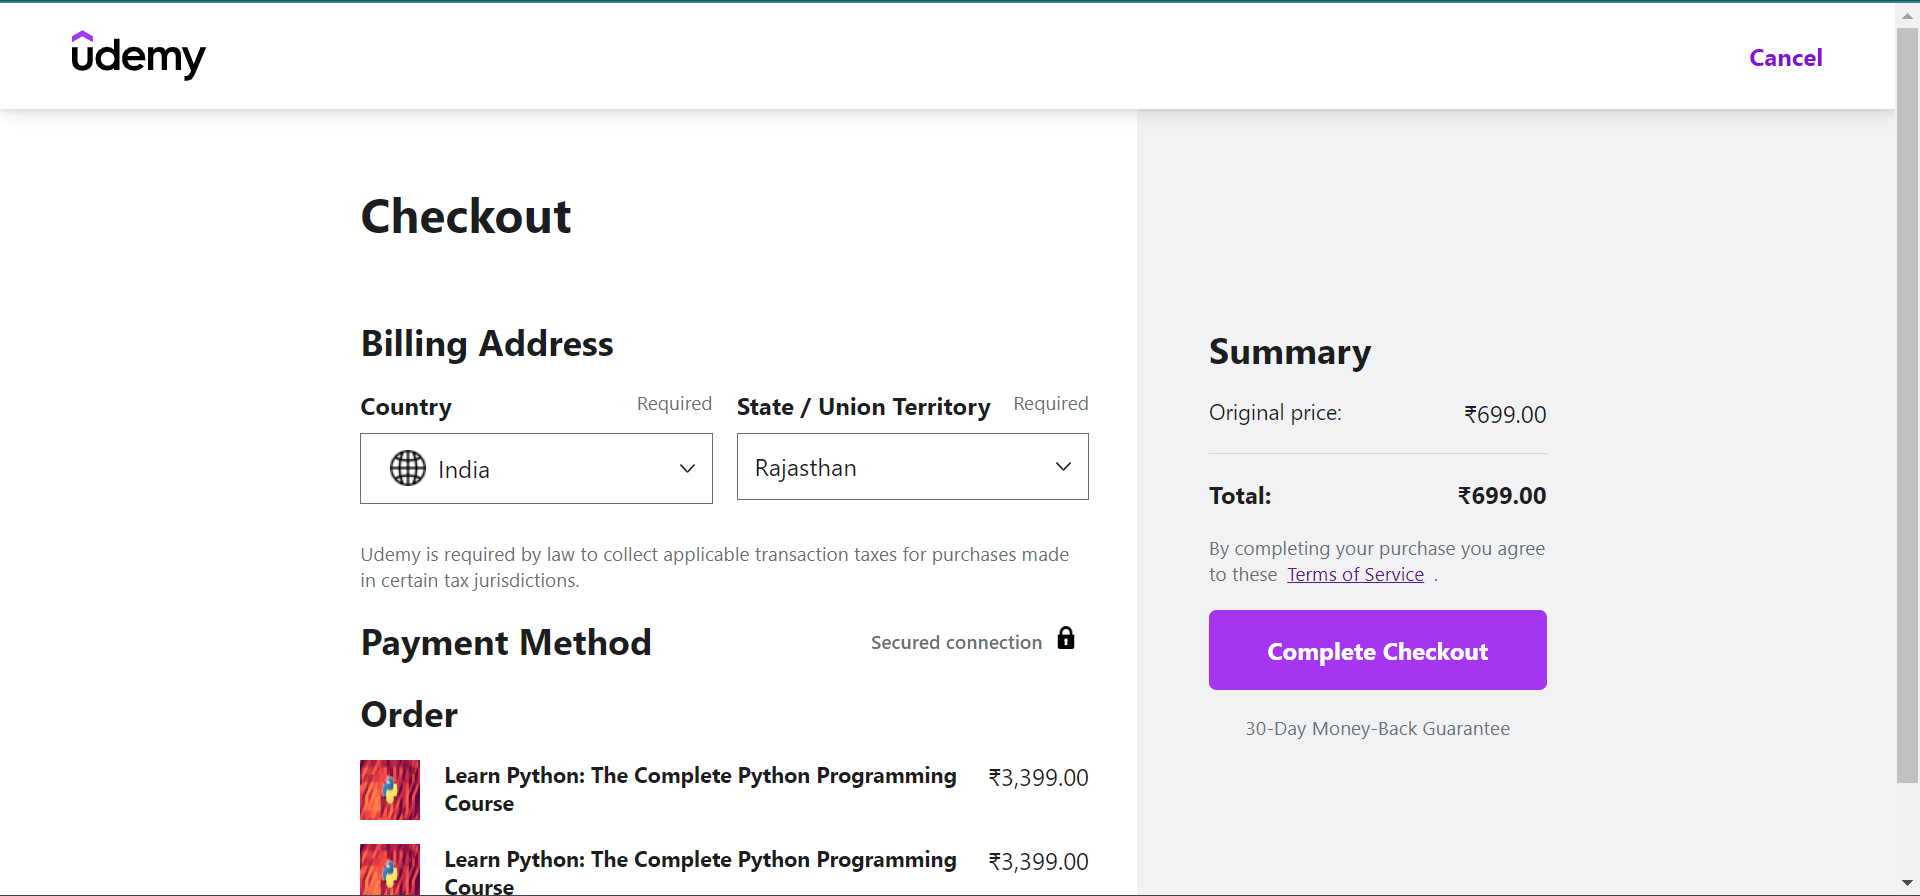 udemy
Cancel
Checkout
Billing Address
Country Required
State / Union Territory Required
India
Rajasthan
Udemy is required by law to collect applicable transaction taxes for purchases made
in certain tax jurisdictions.
Payment Method
Secured connection
Order
Learn Python: The Complete Python Programming
Course
₹3,399.00
Learn Python: The Complete Python Programming
Course
₹3,399.00
Summary
Original price: ₹699.00
Total: ₹699.00
By completing your purchase you agree
to these Terms of Service .
Complete Checkout
30-Day Money-Back Guarantee